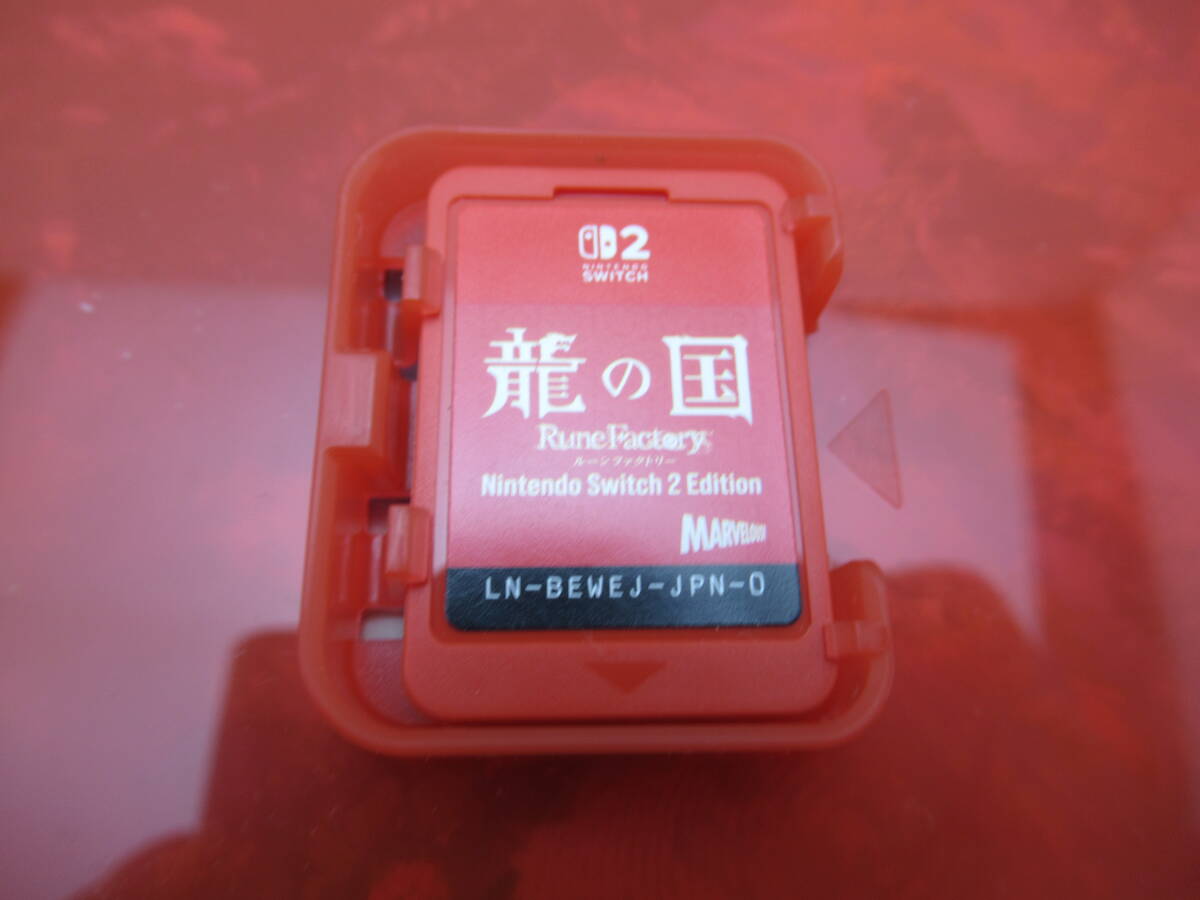 2
NINTENDO
SWITCH
龍の国
Rune Factory
ルーンファクトリー
Nintendo Switch 2 Edition
MARVELOUS!
LN-BEWEJ-JPN-0